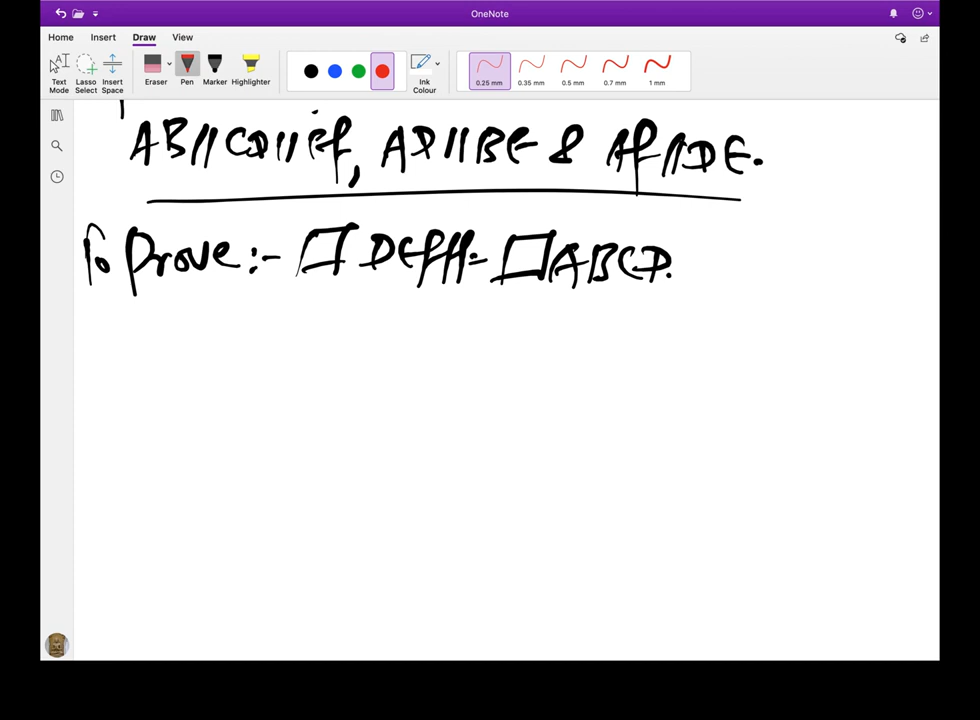 OneNote
Home Insert Draw View
Text Mode Lasso Select Insert Space Eraser Pen Marker Highlighter Ink Colour 0.25 mm 0.35 mm 0.5 mm 0.7 mm 1 mm
AB//CD//EF, AD//BE & AF//DE.
To Prove :- ▱ DEFH = ▱ ABCD.